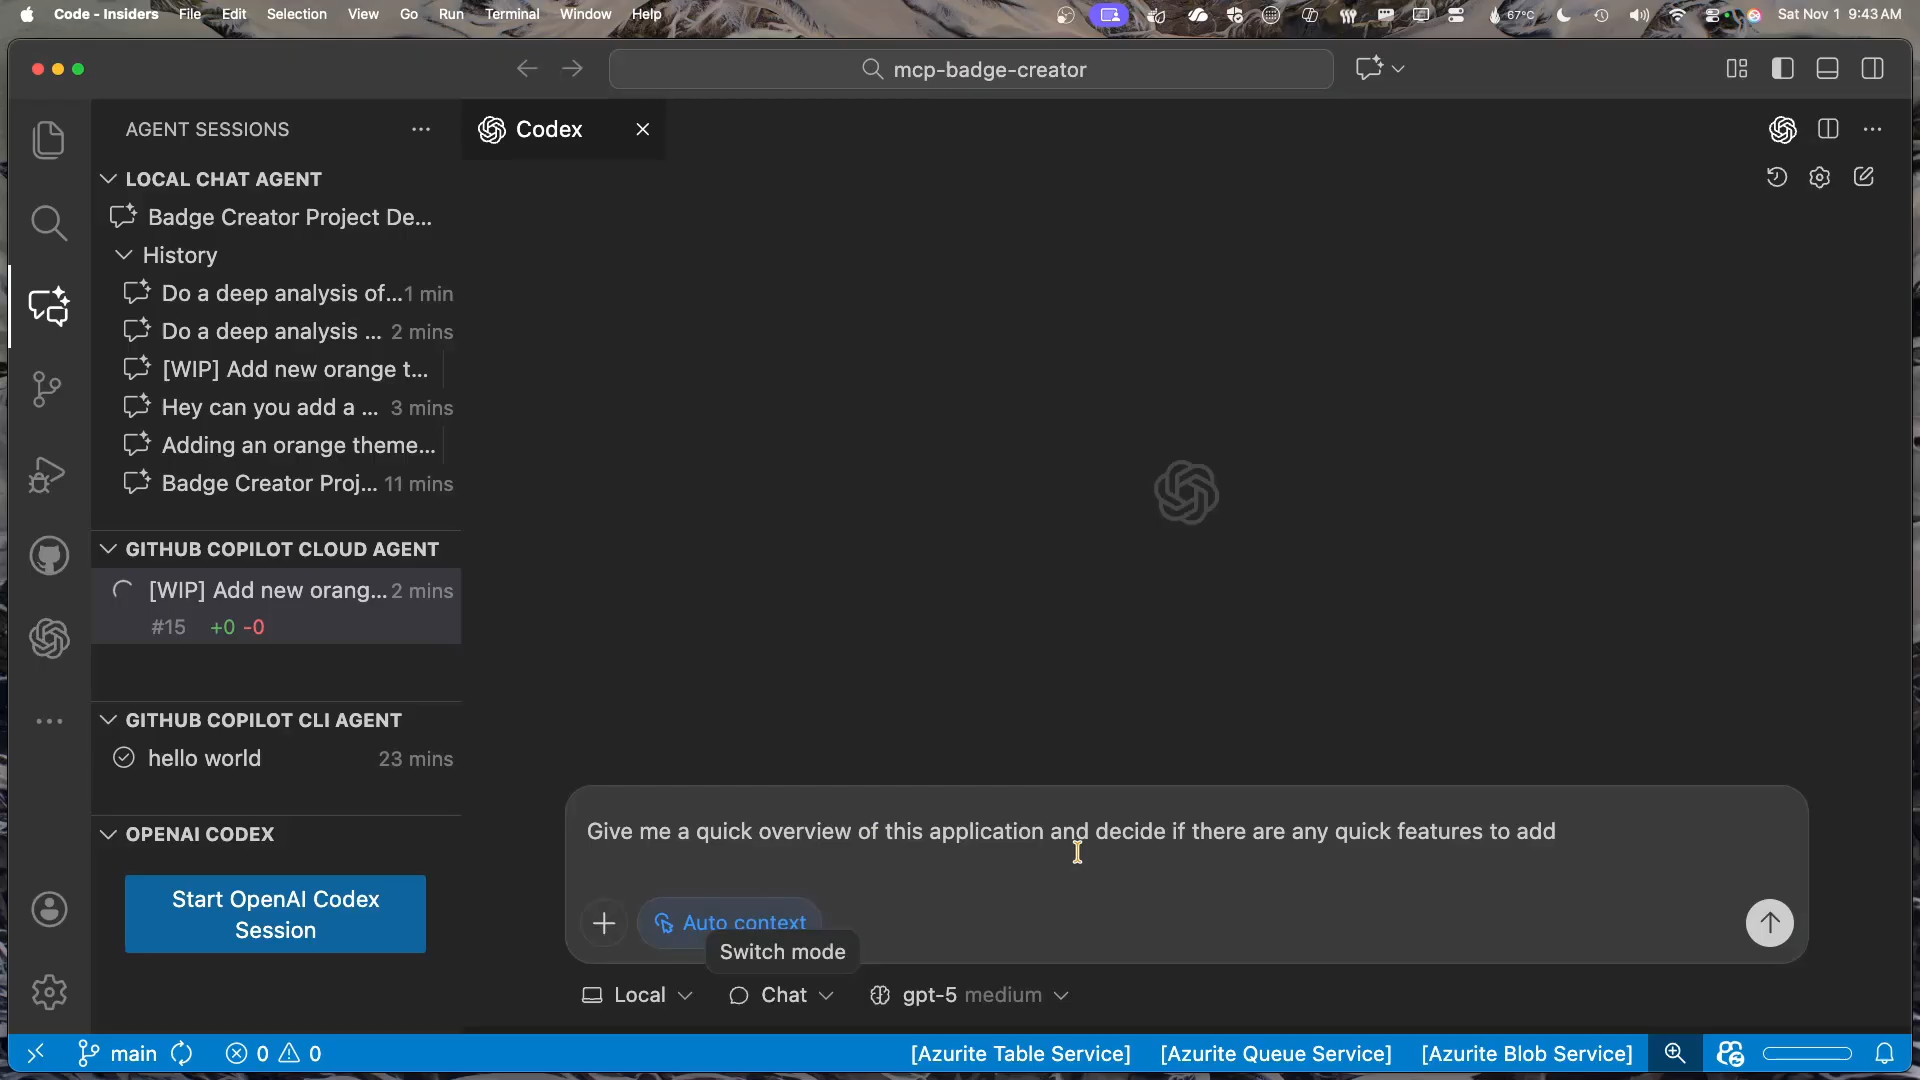 Code - Insiders File Edit Selection View Go Run Terminal Window Help 67°C Sat Nov 1 9:43 AM
mcp-badge-creator
AGENT SESSIONS
Codex
LOCAL CHAT AGENT
Badge Creator Project De...
History
Do a deep analysis of... 1 min
Do a deep analysis ... 2 mins
[WIP] Add new orange t...
Hey can you add a ... 3 mins
Adding an orange theme...
Badge Creator Proj... 11 mins
GITHUB COPILOT CLOUD AGENT
[WIP] Add new orang... 2 mins
#15 +0 -0
GITHUB COPILOT CLI AGENT
hello world 23 mins
OPENAI CODEX
Start OpenAI Codex
Session
Give me a quick overview of this application and decide if there are any quick features to add
Auto context
Switch mode
Local Chat gpt-5 medium
main 0 0 [Azurite Table Service] [Azurite Queue Service] [Azurite Blob Service]